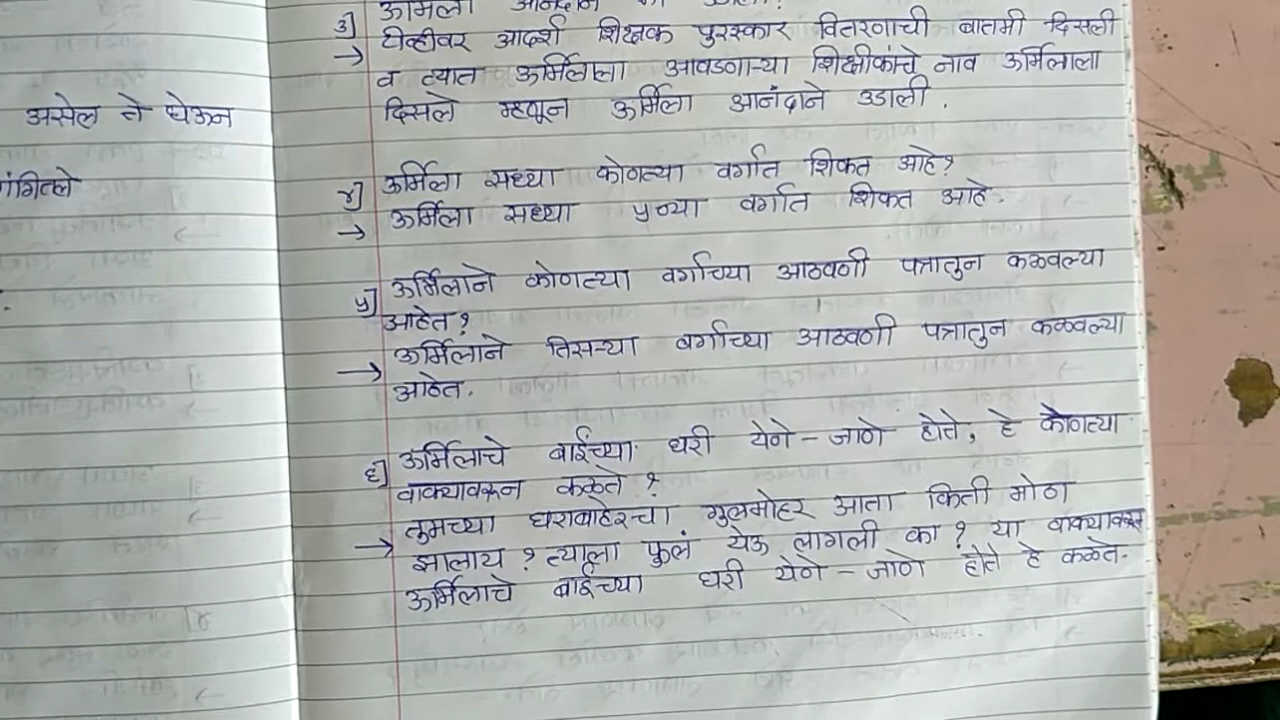 असेल ते घेऊन
३] ऊर्मिला आनंदाने
→ टीव्हीवर आदर्श शिक्षक पुरस्कार वितरणाची बातमी दिसली
व त्यात ऊर्मिलाला आवडणाऱ्या शिक्षीकांचे नाव ऊर्मिलाला
दिसले म्हणून ऊर्मिला आनंदाने उडाली.
४] ऊर्मिला सध्या कोणत्या वर्गात शिकत आहे?
→ ऊर्मिला सध्या ५व्या वर्गात शिकत आहे.
५] ऊर्मिलाने कोणत्या वर्गाच्या आठवणी पत्रातुन कळवल्या
आहेत?
→ ऊर्मिलाने तिसऱ्या वर्गाच्या आठवणी पत्रातुन कळवल्या
आहेत.
६] ऊर्मिलाचे बाईंच्या घरी येणे - जाणे होते, हे कोणत्या
वाक्यावरून कळते?
→ तुमच्या घराबाहेरचा गुलमोहर आता किती मोठा
झालाय? त्याला फुलं येऊ लागली का? या वाक्यावरून
ऊर्मिलाचे बाईंच्या घरी येणे - जाणे होते हे कळते.